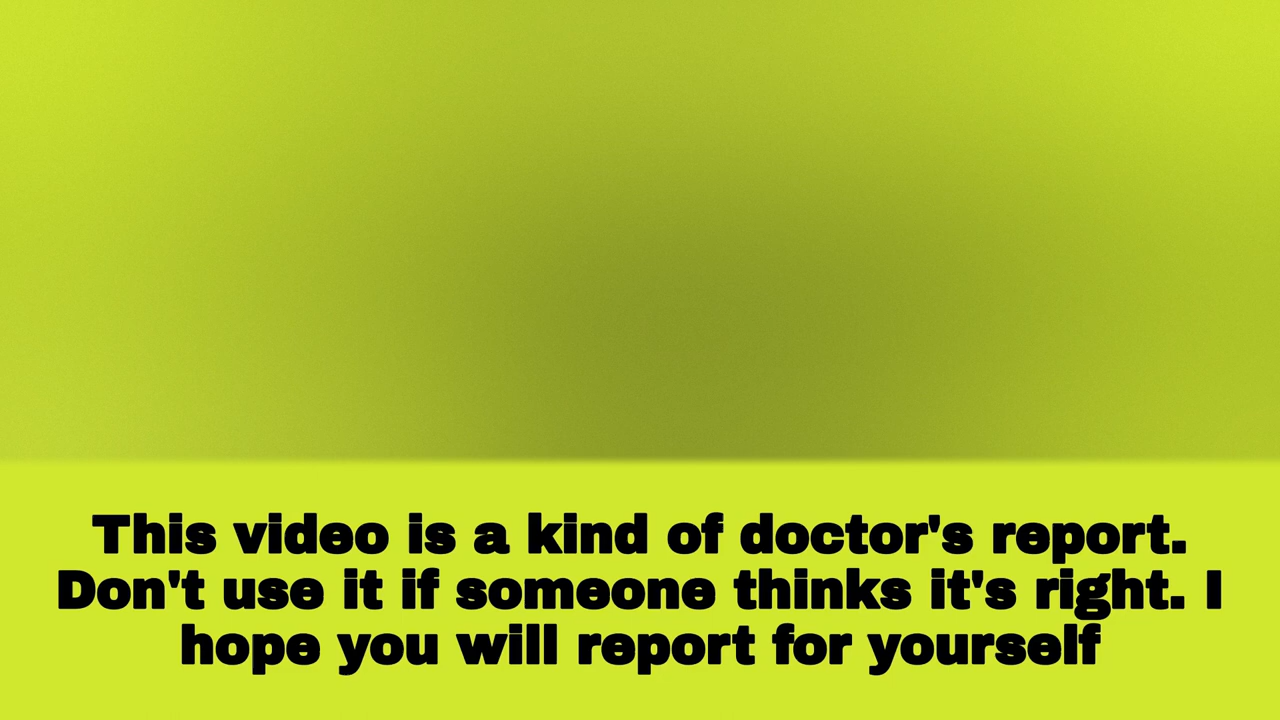 This video is a kind of doctor's report.
Don't use it if someone thinks it's right. I
hope you will report for yourself